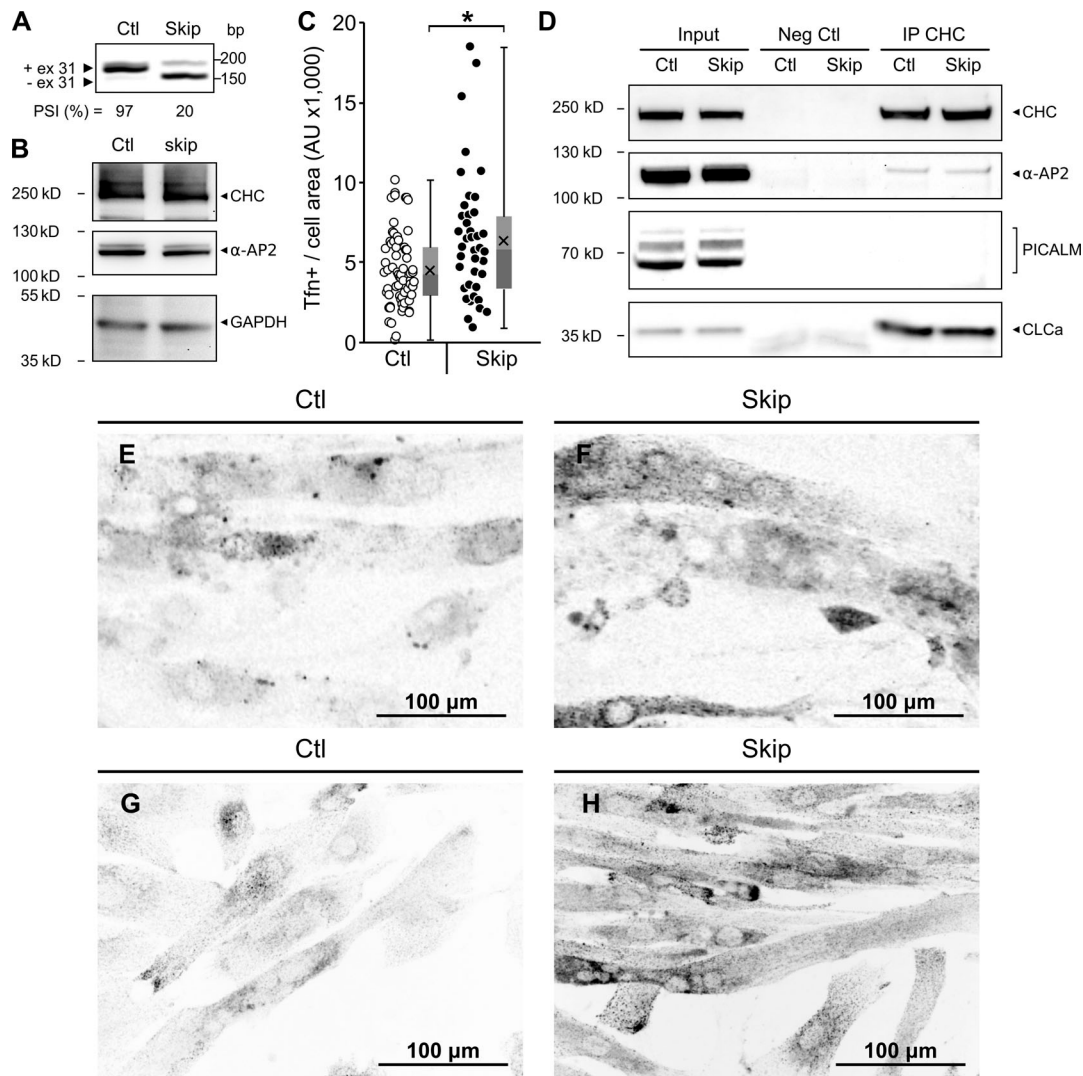 A
Ctl Skip bp
+ ex 31
- ex 31
200
150
PSI (%) = 97 20
B
Ctl skip
250 kD
CHC
130 kD
α-AP2
100 kD
55 kD
GAPDH
35 kD
C
Tfn+ / cell area (AU x1,000)
20
15
10
5
0
*
Ctl Skip
D
Input Neg Ctl IP CHC
Ctl Skip Ctl Skip Ctl Skip
250 kD
CHC
130 kD
α-AP2
100 kD
70 kD
PICALM
35 kD
CLCa
Ctl
E
100 µm
Skip
F
100 µm
Ctl
G
100 µm
Skip
H
100 µm